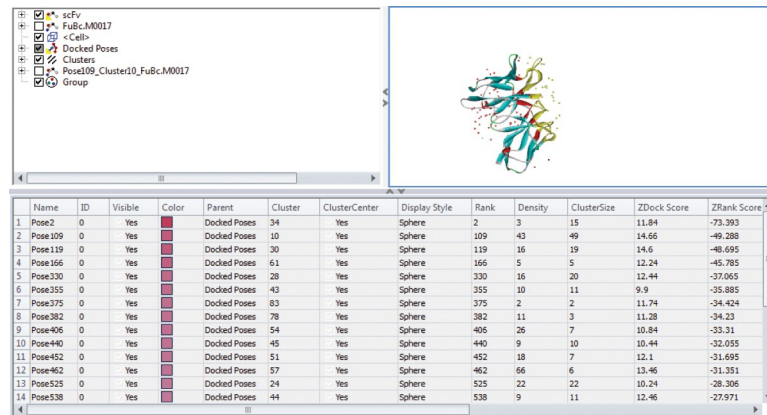 scFv
FuBc.M0017
<Cell>
Docked Poses
Clusters
Pose109_Cluster10_FuBc.M0017
Group
Name ID Visible Color Parent Cluster ClusterCenter Display Style Rank Density ClusterSize ZDock Score ZRank Score
1 Pose2 0 Yes Docked Poses 34 Yes Sphere 2 3 15 11.84 -73.393
2 Pose109 0 Yes Docked Poses 10 Yes Sphere 109 43 49 14.66 -49.288
3 Pose119 0 Yes Docked Poses 30 Yes Sphere 119 16 19 14.6 -48.695
4 Pose166 0 Yes Docked Poses 61 Yes Sphere 166 5 5 12.24 -45.785
5 Pose330 0 Yes Docked Poses 28 Yes Sphere 330 16 20 12.44 -37.065
6 Pose355 0 Yes Docked Poses 43 Yes Sphere 355 10 11 9.9 -35.885
7 Pose375 0 Yes Docked Poses 83 Yes Sphere 375 2 2 11.74 -34.424
8 Pose382 0 Yes Docked Poses 78 Yes Sphere 382 11 3 11.28 -34.23
9 Pose406 0 Yes Docked Poses 54 Yes Sphere 406 26 7 10.84 -33.31
10 Pose440 0 Yes Docked Poses 45 Yes Sphere 440 9 10 10.44 -32.055
11 Pose452 0 Yes Docked Poses 51 Yes Sphere 452 18 7 12.1 -31.695
12 Pose462 0 Yes Docked Poses 57 Yes Sphere 462 66 6 13.46 -31.351
13 Pose525 0 Yes Docked Poses 24 Yes Sphere 525 22 22 10.24 -28.306
14 Pose538 0 Yes Docked Poses 44 Yes Sphere 538 9 11 12.46 -27.971